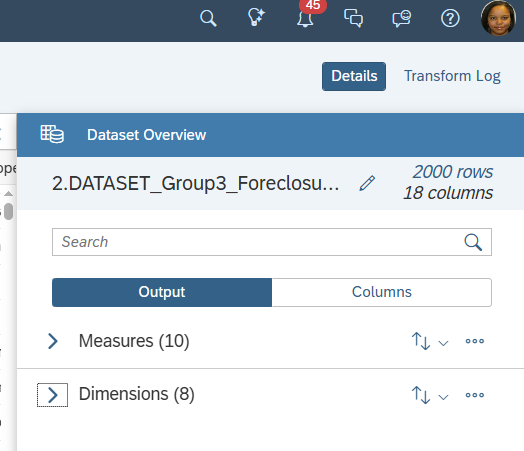 45
Details
Transform Log
Dataset Overview
2.DATASET_Group3_Foreclosu...
2000 rows
18 columns
Search
Output
Columns
Measures (10)
Dimensions (8)